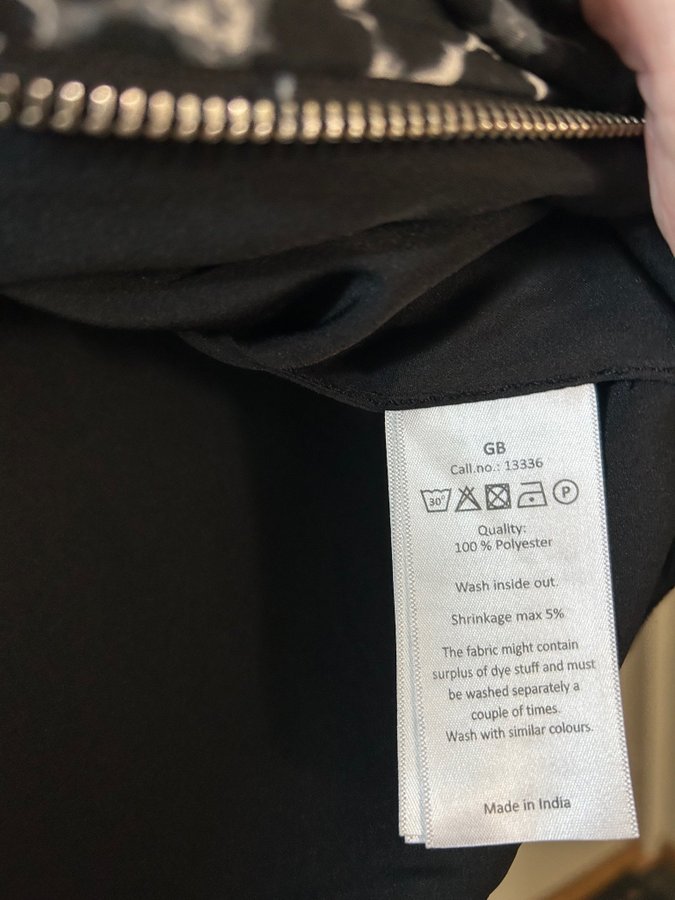 GB
Call.no.: 13336
30° P
Quality:
100 % Polyester
Wash inside out.
Shrinkage max 5%
The fabric might contain
surplus of dye stuff and must
be washed separately a
couple of times.
Wash with similar colours.
Made in India